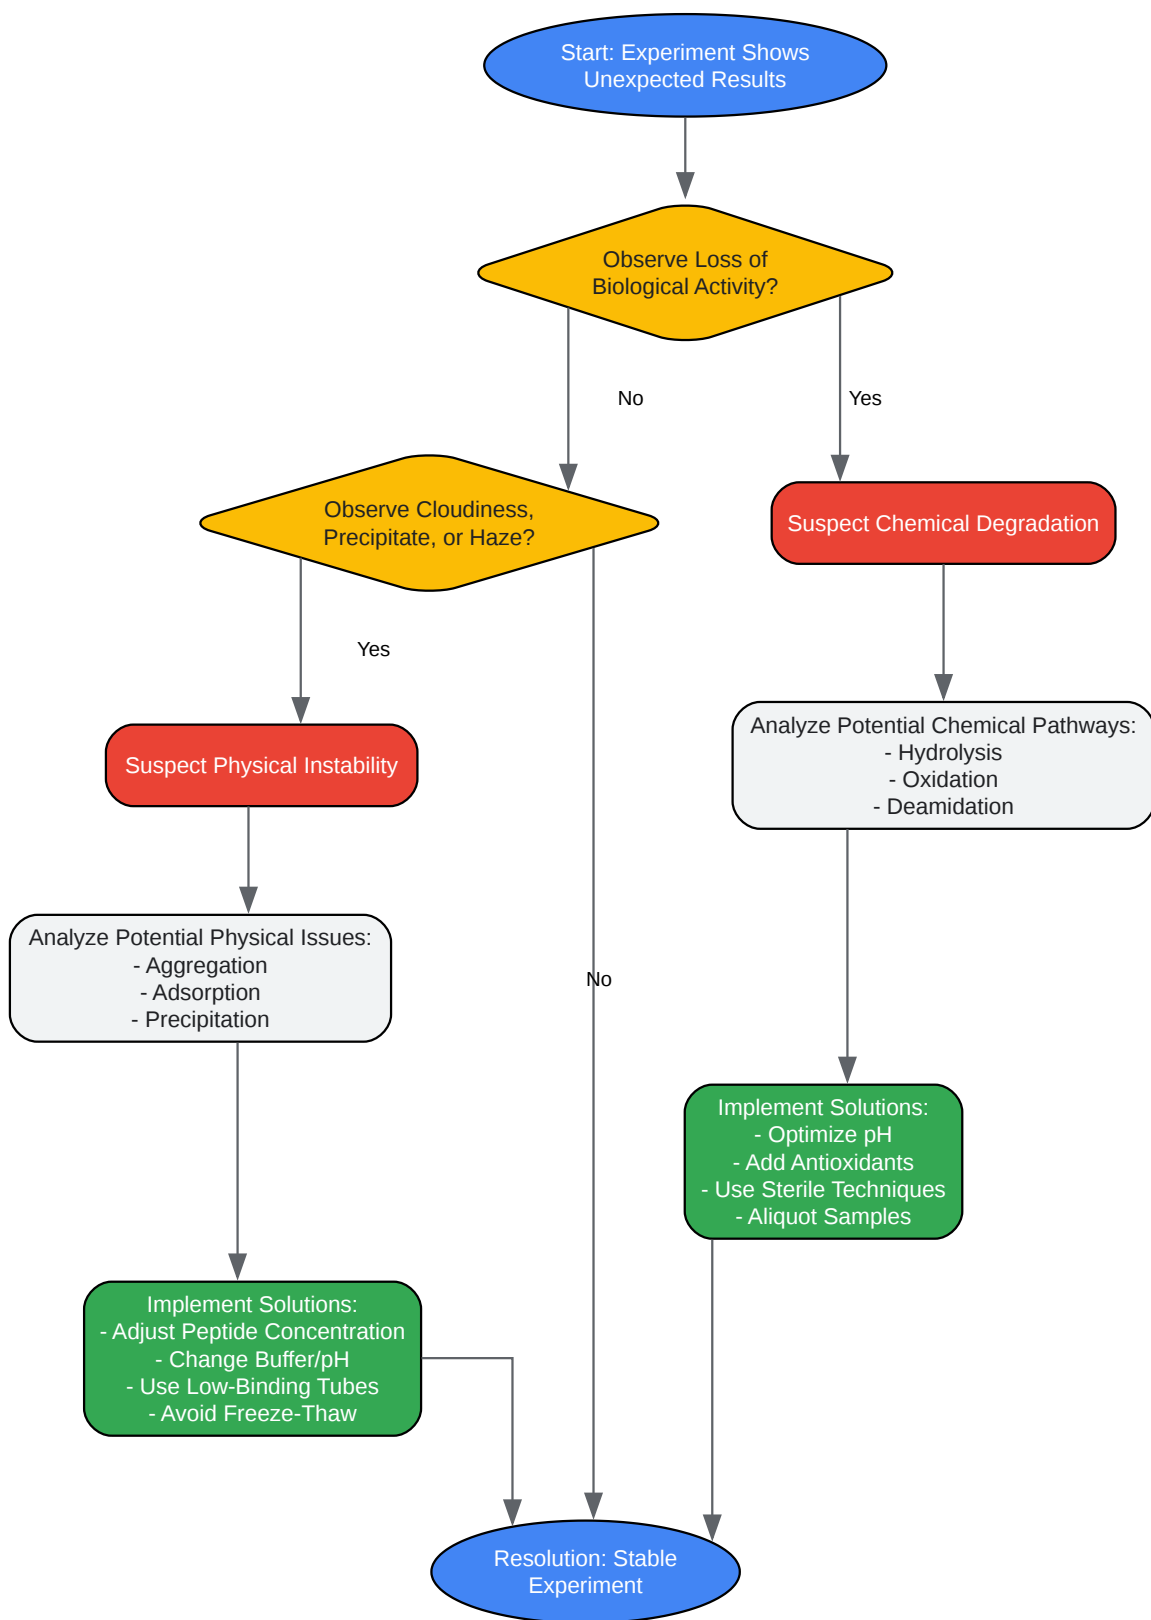 Start: Experiment Shows
Unexpected Results
Observe Loss of
Biological Activity?
No
Yes
Observe Cloudiness,
Precipitate, or Haze?
Suspect Chemical Degradation
Yes
Suspect Physical Instability
Analyze Potential Chemical Pathways:
- Hydrolysis
- Oxidation
- Deamidation
Analyze Potential Physical Issues:
- Aggregation
- Adsorption
- Precipitation
No
Implement Solutions:
- Optimize pH
- Add Antioxidants
- Use Sterile Techniques
- Aliquot Samples
Implement Solutions:
- Adjust Peptide Concentration
- Change Buffer/pH
- Use Low-Binding Tubes
- Avoid Freeze-Thaw
Resolution: Stable
Experiment